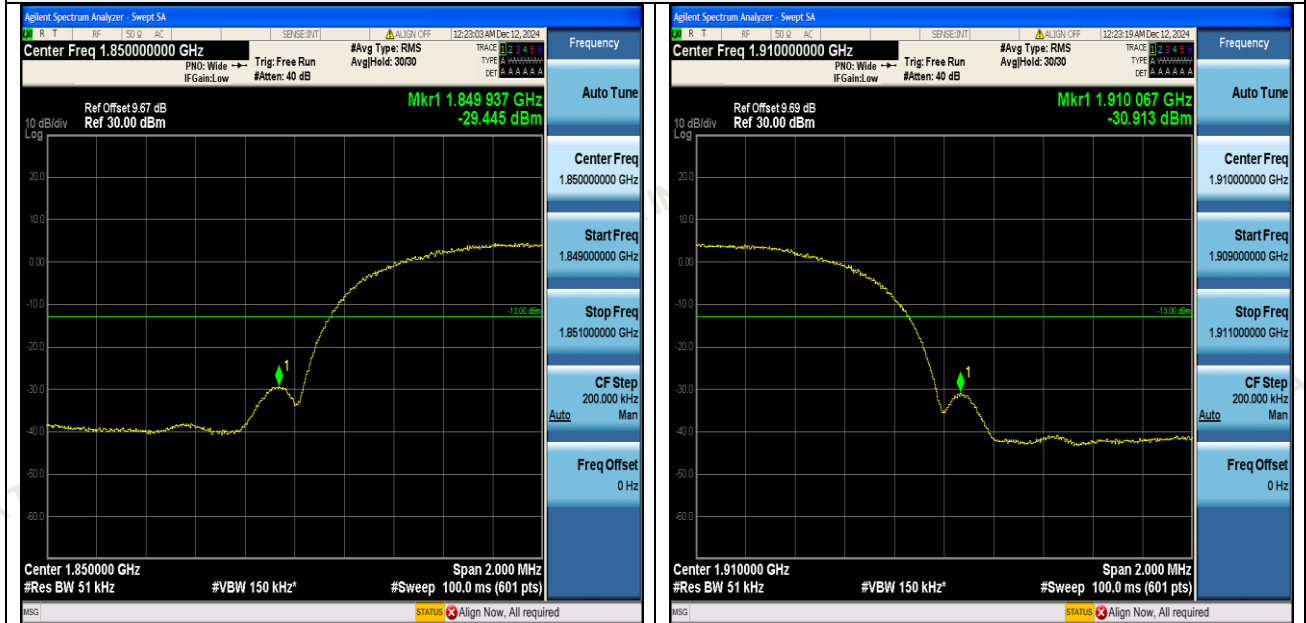 Agilent Spectrum Analyzer - Swept SA
R T RF 50 Ω AC SENSE:INT ALIGN OFF 12:23:03 AM Dec 12, 2024
Center Freq 1.850000000 GHz
PNO: Wide
IFGain:Low
Trig: Free Run
#Atten: 40 dB
#Avg Type: RMS
Avg|Hold: 30/30
TRACE 1 2 3 4 5 6
TYPE A WWWWW
DET A A A A A A
Frequency
Auto Tune
Mkr1 1.849 937 GHz
-29.445 dBm
Ref Offset 9.67 dB
10 dB/div Ref 30.00 dBm
Log
20.0
10.0
0.00
-10.0
-20.0
-30.0
-40.0
-50.0
-60.0
-13.00 dBm
1
Center Freq
1.850000000 GHz
Start Freq
1.849000000 GHz
Stop Freq
1.851000000 GHz
CF Step
200.000 kHz
Auto Man
Freq Offset
0 Hz
Center 1.850000 GHz Span 2.000 MHz
#Res BW 51 kHz #VBW 150 kHz* #Sweep 100.0 ms (601 pts)
MSG STATUS Align Now, All required
Agilent Spectrum Analyzer - Swept SA
R T RF 50 Ω AC SENSE:INT ALIGN OFF 12:23:19 AM Dec 12, 2024
Center Freq 1.910000000 GHz
PNO: Wide
IFGain:Low
Trig: Free Run
#Atten: 40 dB
#Avg Type: RMS
Avg|Hold: 30/30
TRACE 1 2 3 4 5 6
TYPE A WWWWW
DET A A A A A A
Frequency
Auto Tune
Mkr1 1.910 067 GHz
-30.913 dBm
Ref Offset 9.69 dB
10 dB/div Ref 30.00 dBm
Log
20.0
10.0
0.00
-10.0
-20.0
-30.0
-40.0
-50.0
-60.0
-13.00 dBm
1
Center Freq
1.910000000 GHz
Start Freq
1.909000000 GHz
Stop Freq
1.911000000 GHz
CF Step
200.000 kHz
Auto Man
Freq Offset
0 Hz
Center 1.910000 GHz Span 2.000 MHz
#Res BW 51 kHz #VBW 150 kHz* #Sweep 100.0 ms (601 pts)
MSG STATUS Align Now, All required